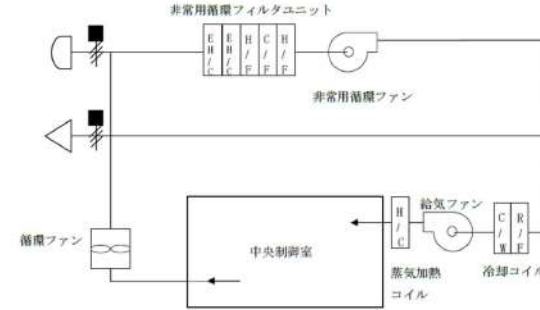 非常用循環フィルタユニット
EH/C EH/C H/F C/F H/F
非常用循環ファン
循環ファン
中央制御室
H/C
給気ファン
C/W R/F
蒸気加熱
コイル
冷却コイル